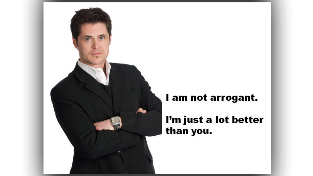 I am not arrogant.
I'm just a lot better
than you.